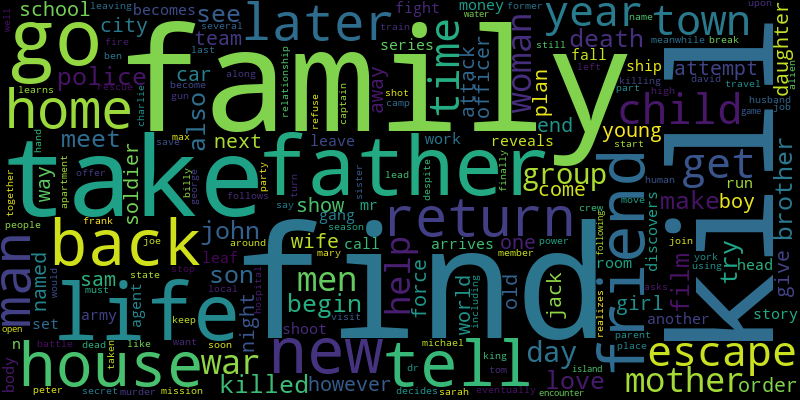 school
becomes
see
later
fight
money
water
year
town
name
upon
well
go
family
leaving
several
city
team
last
series
former
train
time
attack
officer
woman
still
death
meanwhile
break
daughter
fire
ben
learns
police
car
relationship
refuse
captain
shot
camp
away
plan
fall
ship
attempt
left
killing
david
husband
alien
rescue
charlie
become
gun
along
home
also
part
high
travel
game
job
child
meet
next
leave
work
reveals
end
young
start
together
hand
max
save
party
take
father
group
get
human
way
apartment
offer
billy
george
follows
say
turn
sister
lead
despite
finally
come
make
boy
run
soldier
show
mr
gang
season
friend
kill
brother
people
frank
joe
back
john
around
mary
return
crew
member
power
following
move
discovers
join
york
using
try
head
give
man
named
state
would
stop
leaf
local
wife
call
arrives
one
men
help
find
room
asks
sam
son
hospital
visit
begin
force
world
including
old
jack
realizes
girl
film
another
story
open
set
must
army
agent
keep
life
night
shoot
new
tell
day
parent
place
n
battle
dead
like
want
soon
michael
king
tom
island
love
escape
body
house
war
taken
peter
secret
murder
mission
killed
however
dr
decides
sarah
eventually
encounter
mother
order